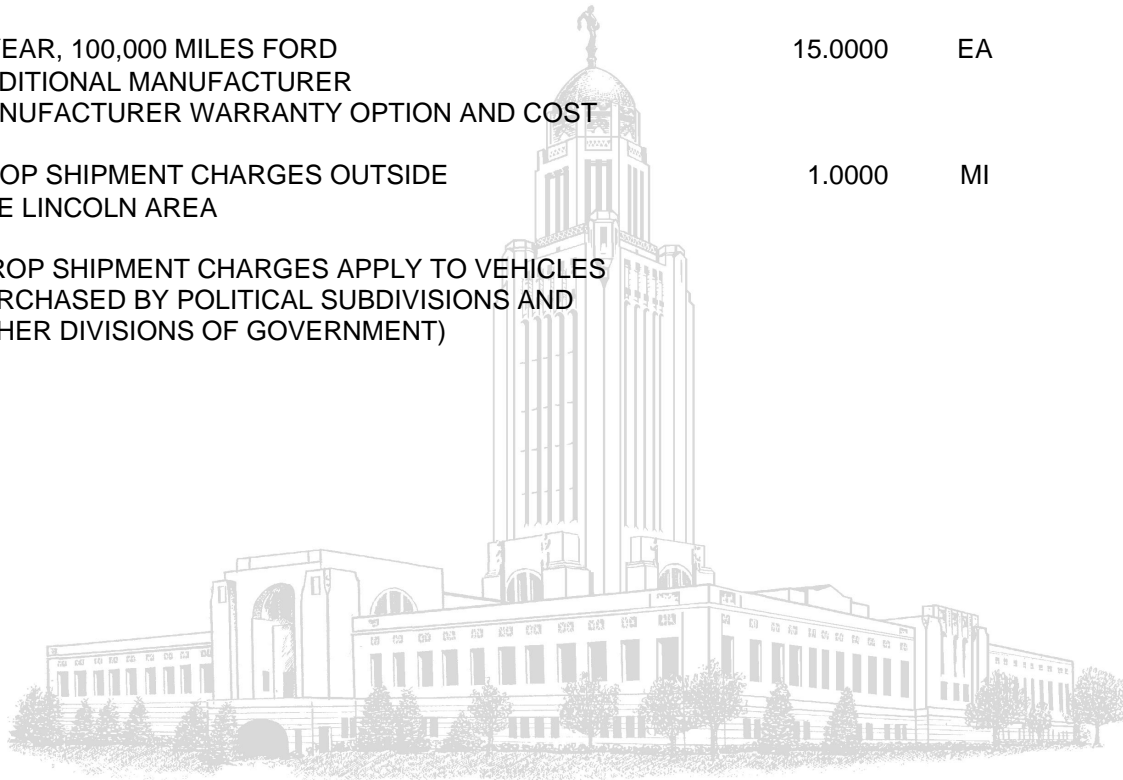 YEAR, 100,000 MILES FORD 15.0000 EA
DITIONAL MANUFACTURER
NUFACTURER WARRANTY OPTION AND COST
OP SHIPMENT CHARGES OUTSIDE 1.0000 MI
E LINCOLN AREA
ROP SHIPMENT CHARGES APPLY TO VEHICLES
RCHASED BY POLITICAL SUBDIVISIONS AND
HER DIVISIONS OF GOVERNMENT)